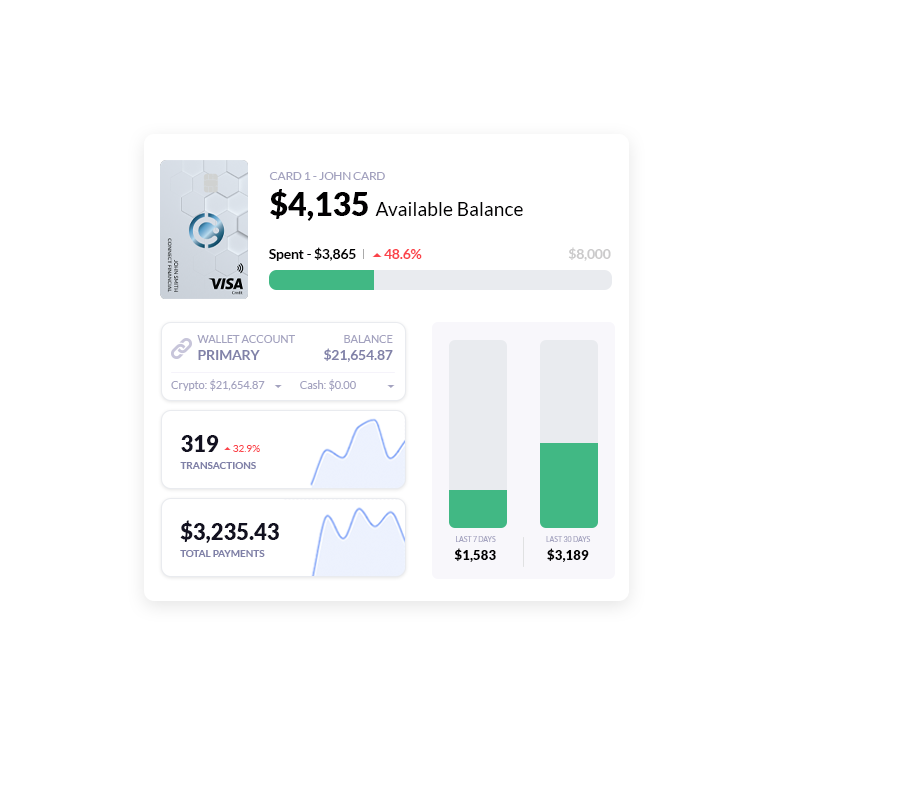 CARD 1 - JOHN CARD
$4,135 Available Balance
Spent - $3,865 | 48.6% $8,000
CONNECT FINANCIAL
JOHN SMITH
VISA
Credit
WALLET ACCOUNT BALANCE
PRIMARY $21,654.87
Crypto: $21,654.87 Cash: $0.00
319 32.9%
TRANSACTIONS
$3,235.43
TOTAL PAYMENTS
LAST 7 DAYS LAST 30 DAYS
$1,583 $3,189